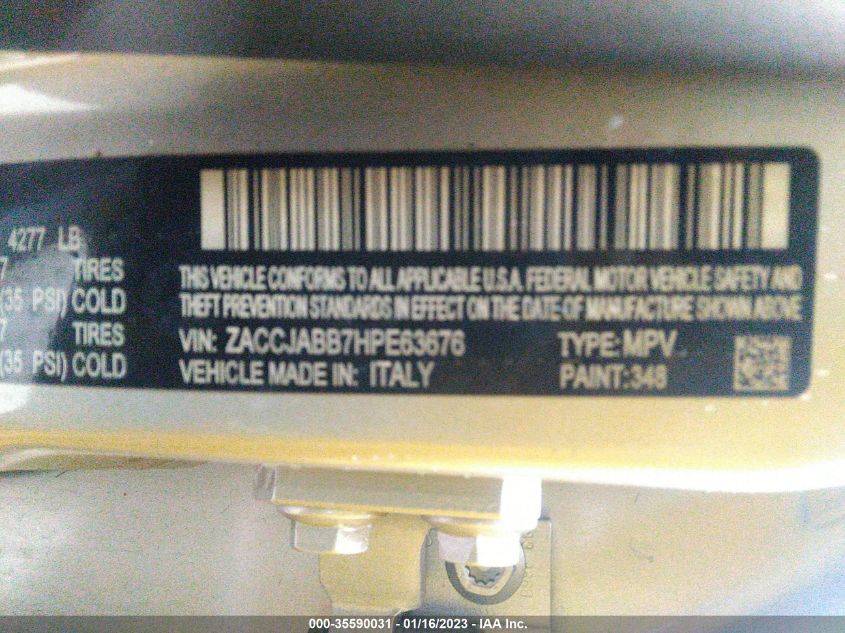 4277 LB
7 TIRES
(35 PSI) COLD
7 TIRES
(35 PSI) COLD
THIS VEHICLE CONFORMS TO ALL APPLICABLE U.S.A. FEDERAL MOTOR VEHICLE SAFETY AND
THEFT PREVENTION STANDARDS IN EFFECT ON THE DATE OF MANUFACTURE SHOWN ABOVE
VIN: ZACCJABB7HPE63676 TYPE: MPV
VEHICLE MADE IN: ITALY PAINT: 348
000-35590031 - 01/16/2023 - IAA Inc.